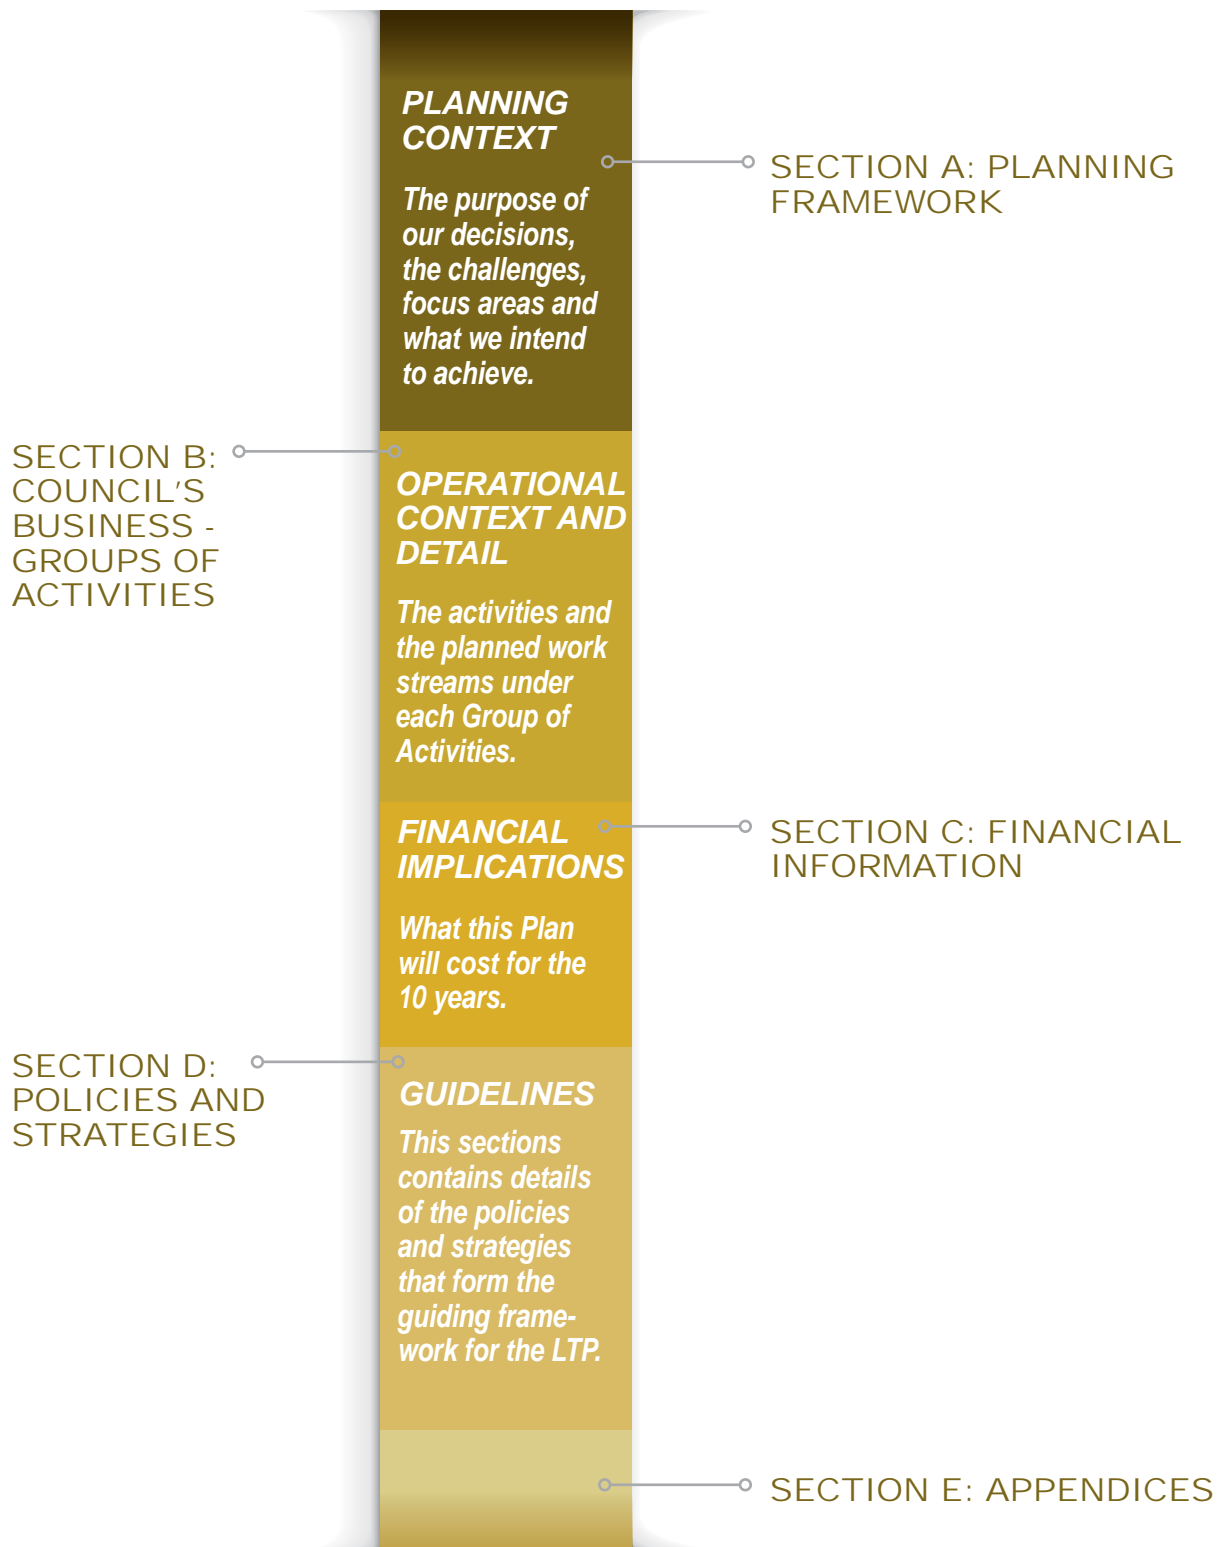 PLANNING
CONTEXT
The purpose of
our decisions,
the challenges,
focus areas and
what we intend
to achieve.
SECTION A: PLANNING
FRAMEWORK
SECTION B:
COUNCIL'S
BUSINESS -
GROUPS OF
ACTIVITIES
OPERATIONAL
CONTEXT AND
DETAIL
The activities and
the planned work
streams under
each Group of
Activities.
FINANCIAL
IMPLICATIONS
What this Plan
will cost for the
10 years.
SECTION C: FINANCIAL
INFORMATION
SECTION D:
POLICIES AND
STRATEGIES
GUIDELINES
This sections
contains details
of the policies
and strategies
that form the
guiding frame-
work for the LTP.
SECTION E: APPENDICES